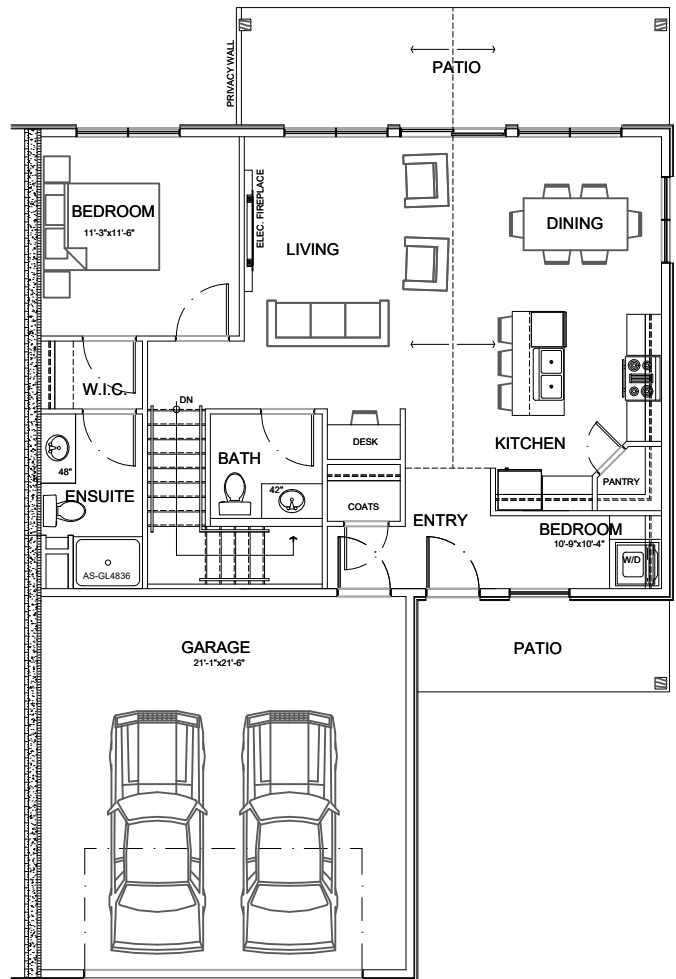 PATIO
PRIVACY WALL
BEDROOM
11'-3"x11'-6"
ELEC. FIREPLACE
LIVING
DINING
W.I.C.
DN
DESK
KITCHEN
BATH
48"
42"
ENSUITE
PANTRY
COATS
ENTRY
BEDROOM
10'-9"x10'-4"
W/D
AS-GL4836
GARAGE
21'-1"x21'-6"
PATIO